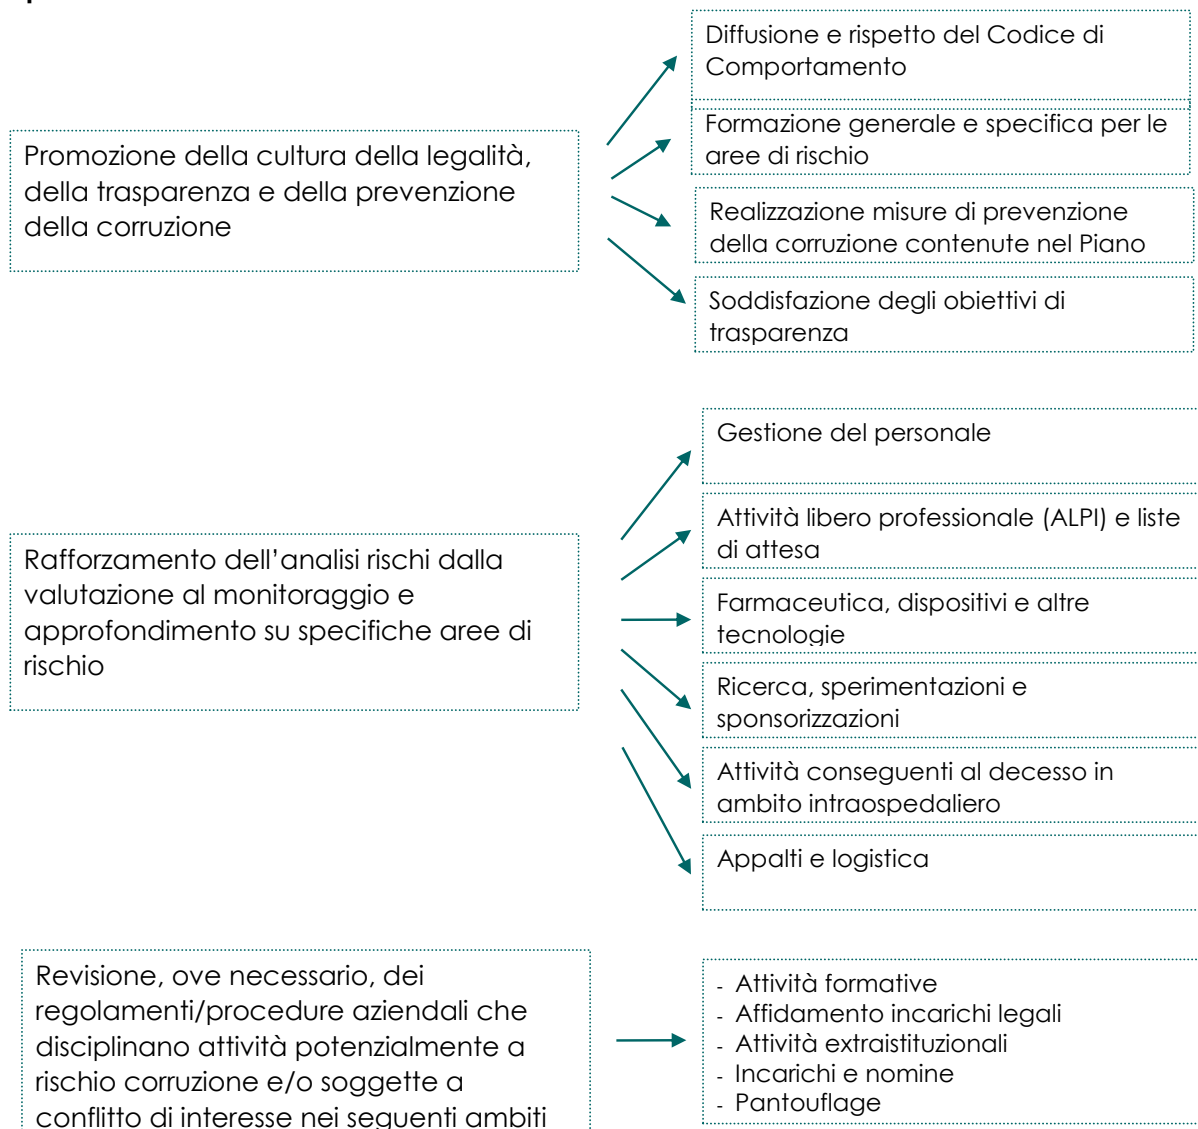 Promozione della cultura della legalità,
della trasparenza e della prevenzione
della corruzione
Diffusione e rispetto del Codice di
Comportamento
Formazione generale e specifica per le
aree di rischio
Realizzazione misure di prevenzione
della corruzione contenute nel Piano
Soddisfazione degli obiettivi di
trasparenza
Rafforzamento dell’analisi rischi dalla
valutazione al monitoraggio e
approfondimento su specifiche aree di
rischio
Gestione del personale
Attività libero professionale (ALPI) e liste
di attesa
Farmaceutica, dispositivi e altre
tecnologie
Ricerca, sperimentazioni e
sponsorizzazioni
Attività conseguenti al decesso in
ambito intraospedaliero
Appalti e logistica
Revisione, ove necessario, dei
regolamenti/procedure aziendali che
disciplinano attività potenzialmente a
rischio corruzione e/o soggette a
conflitto di interesse nei seguenti ambiti
- Attività formative
- Affidamento incarichi legali
- Attività extraistituzionali
- Incarichi e nomine
- Pantouflage